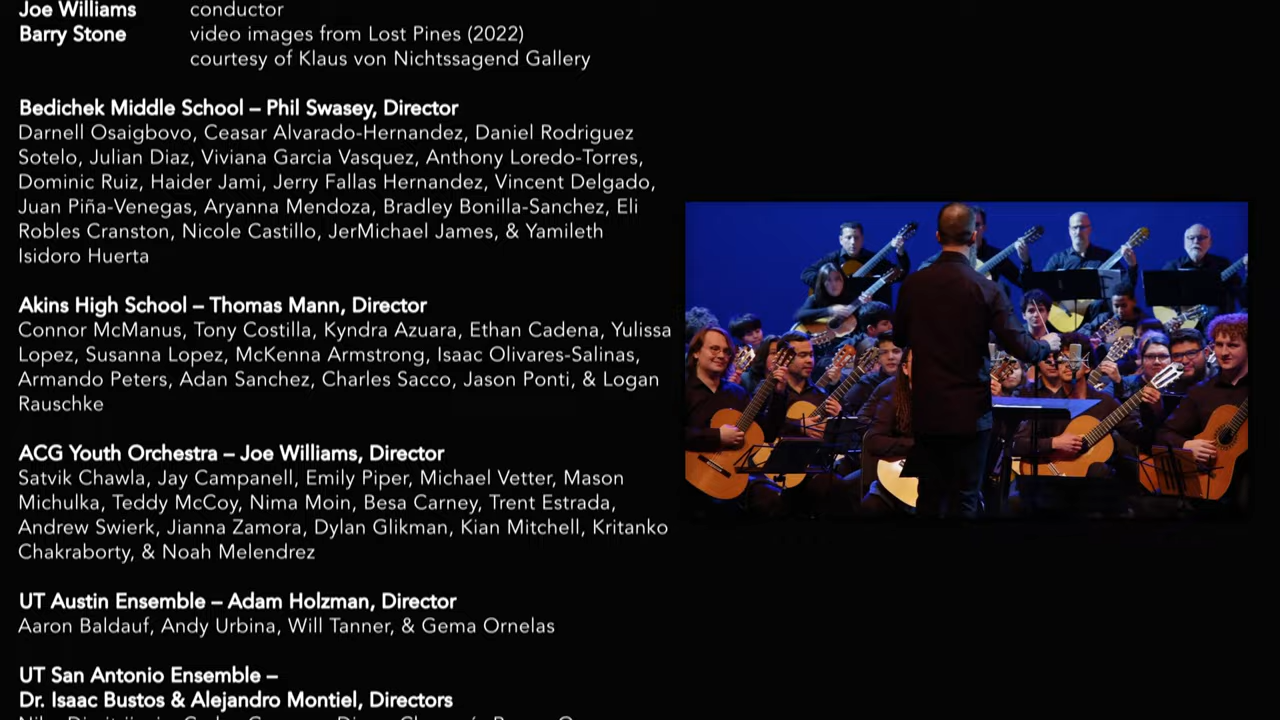 Joe Williams conductor
Barry Stone video images from Lost Pines (2022)
courtesy of Klaus von Nichtssagend Gallery
Bedichek Middle School – Phil Swasey, Director
Darnell Osaigbovo, Ceasar Alvarado-Hernandez, Daniel Rodriguez
Sotelo, Julian Diaz, Viviana Garcia Vasquez, Anthony Loredo-Torres,
Dominic Ruiz, Haider Jami, Jerry Fallas Hernandez, Vincent Delgado,
Juan Piña-Venegas, Aryanna Mendoza, Bradley Bonilla-Sanchez, Eli
Robles Cranston, Nicole Castillo, JerMichael James, & Yamileth
Isidoro Huerta
Akins High School – Thomas Mann, Director
Connor McManus, Tony Costilla, Kyndra Azuara, Ethan Cadena, Yulissa
Lopez, Susanna Lopez, McKenna Armstrong, Isaac Olivares-Salinas,
Armando Peters, Adan Sanchez, Charles Sacco, Jason Ponti, & Logan
Rauschke
ACG Youth Orchestra – Joe Williams, Director
Satvik Chawla, Jay Campanell, Emily Piper, Michael Vetter, Mason
Michulka, Teddy McCoy, Nima Moin, Besa Carney, Trent Estrada,
Andrew Swierk, Jianna Zamora, Dylan Glikman, Kian Mitchell, Kritanko
Chakraborty, & Noah Melendrez
UT Austin Ensemble – Adam Holzman, Director
Aaron Baldauf, Andy Urbina, Will Tanner, & Gema Ornelas
UT San Antonio Ensemble –
Dr. Isaac Bustos & Alejandro Montiel, Directors